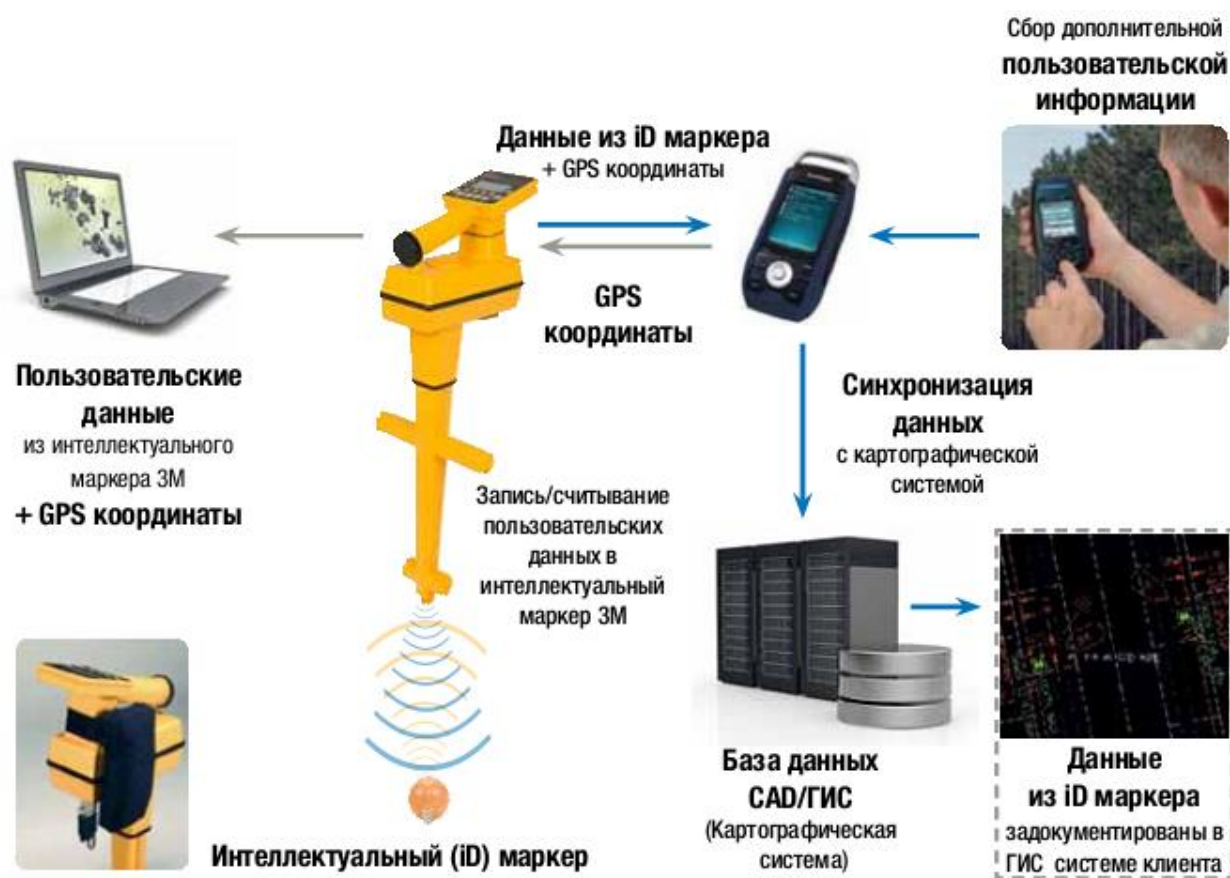 Сбор дополнительной
пользовательской
информации
Данные из iD маркера
+ GPS координаты
GPS
координаты
Пользовательские
данные
из интеллектуального
маркера 3М
+ GPS координаты
Синхронизация
данных
с картографической
системой
Запись/считывание
пользовательских
данных в
интеллектуальный
маркер 3М
База данных
CAD/ГИС
(Картографическая
система)
Данные
из iD маркера
задокументированы в
ГИС системе клиента
Интеллектуальный (iD) маркер